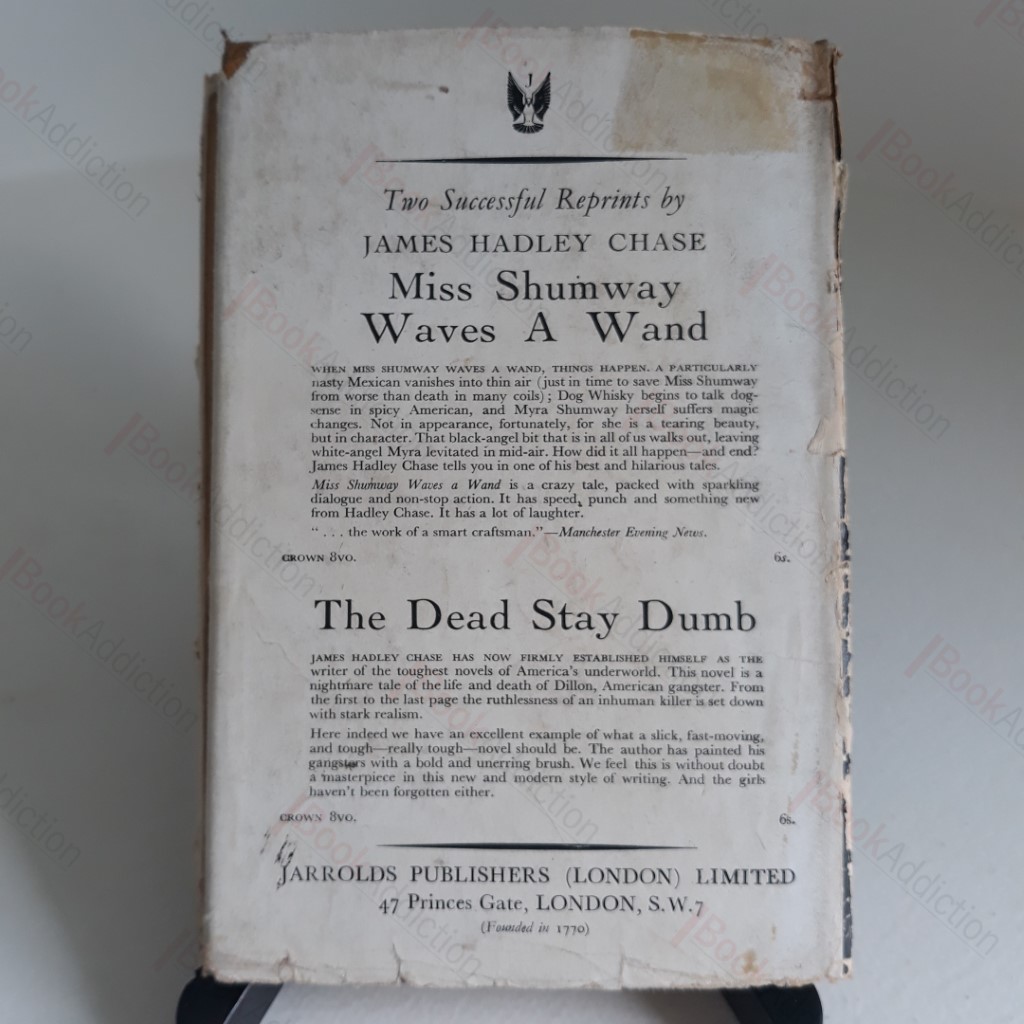 J
Two Successful Reprints by
JAMES HADLEY CHASE
Miss Shumway
Waves A Wand
WHEN MISS SHUMWAY WAVES A WAND, THINGS HAPPEN. A PARTICULARLY
nasty Mexican vanishes into thin air (just in time to save Miss Shumway
from worse than death in many coils); Dog Whisky begins to talk dog-
sense in spicy American, and Myra Shumway herself suffers magic
changes. Not in appearance, fortunately, for she is a tearing beauty,
but in character. That black-angel bit that is in all of us walks out, leaving
white-angel Myra levitated in mid-air. How did it all happen—and end?
James Hadley Chase tells you in one of his best and hilarious tales.
Miss Shumway Waves a Wand is a crazy tale, packed with sparkling
dialogue and non-stop action. It has speed, punch and something new
from Hadley Chase. It has a lot of laughter.
“ . . . the work of a smart craftsman.”—Manchester Evening News.
CROWN 8VO. 6s.
The Dead Stay Dumb
JAMES HADLEY CHASE HAS NOW FIRMLY ESTABLISHED HIMSELF AS THE
writer of the toughest novels of America's underworld. This novel is a
nightmare tale of the life and death of Dillon, American gangster. From
the first to the last page the ruthlessness of an inhuman killer is set down
with stark realism.
Here indeed we have an excellent example of what a slick, fast-moving,
and tough—really tough—novel should be. The author has painted his
gangsters with a bold and unerring brush. We feel this is without doubt
a masterpiece in this new and modern style of writing. And the girls
haven't been forgotten either.
CROWN 8VO. 6s.
JARROLDS PUBLISHERS (LONDON) LIMITED
47 Princes Gate, LONDON, S.W.7
(Founded in 1770)
BookAddiction